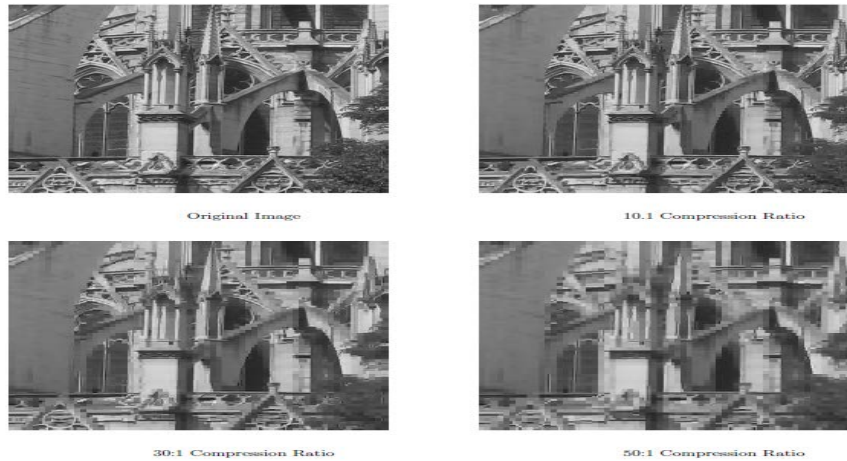 Original Image
10.1 Compression Ratio
30:1 Compression Ratio
50:1 Compression Ratio